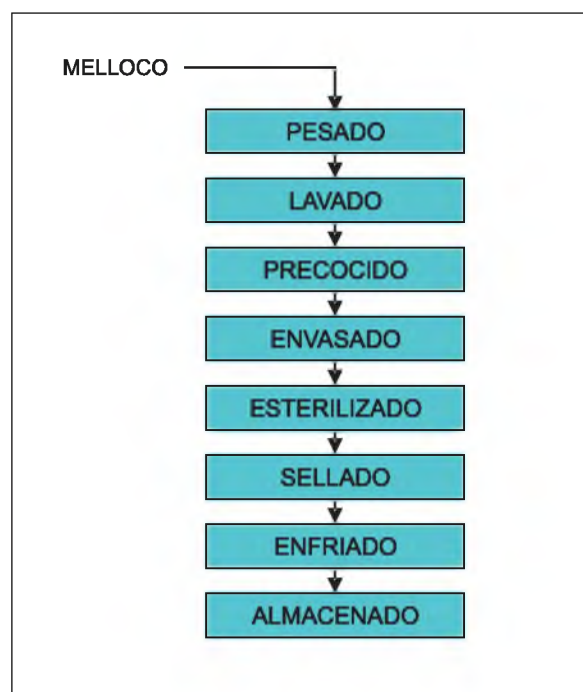 MELLOCO
PESADO
LAVADO
PRECOCIDO
ENVASADO
ESTERILIZADO
SELLADO
ENFRIADO
ALMACENADO